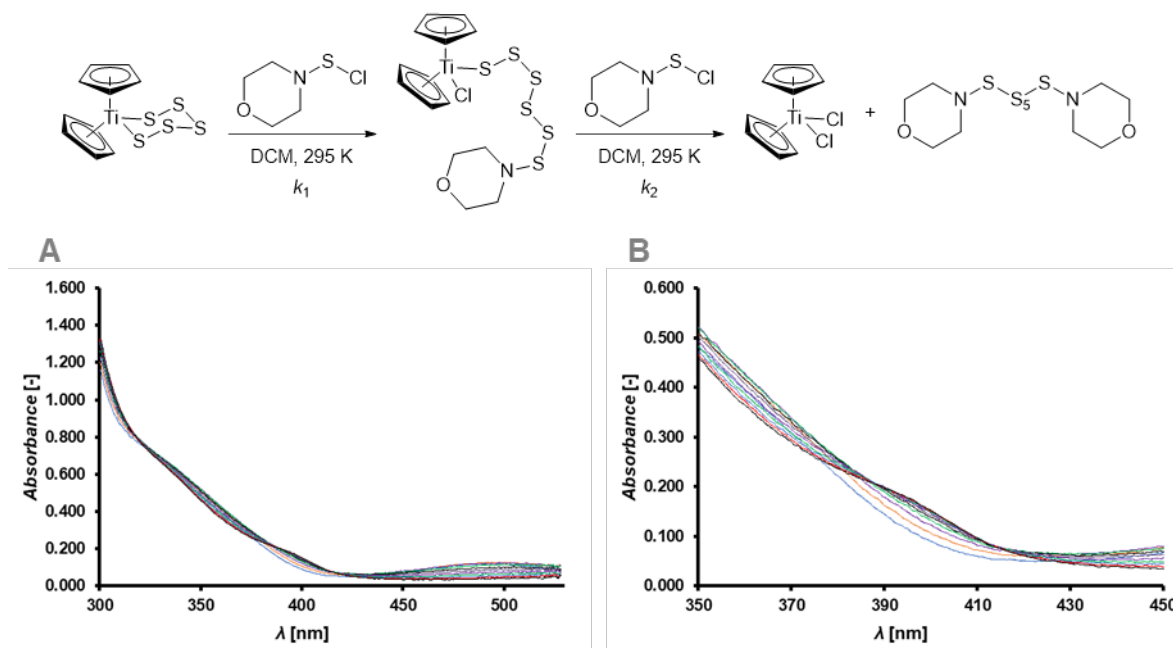 S
Cl
N
O
DCM, 295 K
k1
Ti
S
S
S
S
S
Ti
Cl
S
S
S
S
S
S
N
O
S
Cl
N
O
DCM, 295 K
k2
Ti
Cl
Cl
+
O
N
S
S5
S
N
O
A
B
Absorbance [-]
1.600
1.400
1.200
1.000
0.800
0.600
0.400
0.200
0.000
300
350
400
450
500
λ [nm]
Absorbance [-]
0.600
0.500
0.400
0.300
0.200
0.100
0.000
350
370
390
410
430
450
λ [nm]